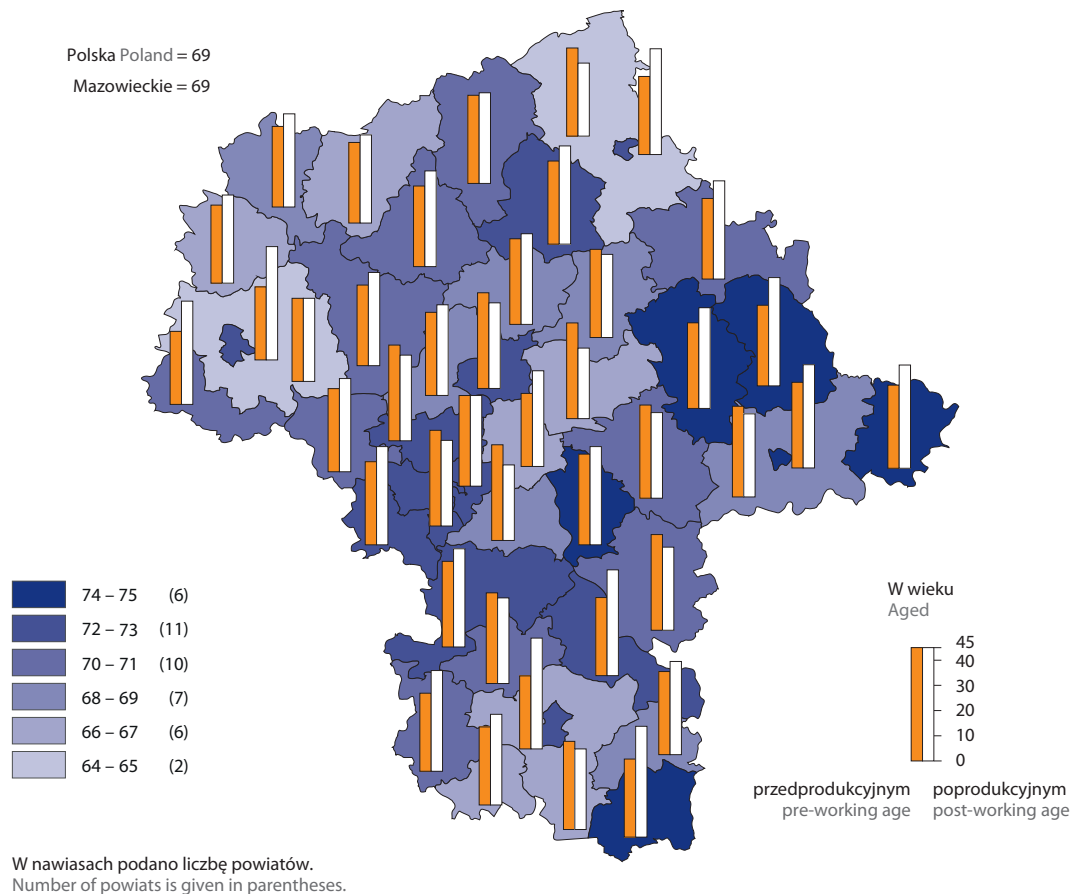 Polska Poland = 69
Mazowieckie = 69
74 – 75 (6)
72 – 73 (11)
70 – 71 (10)
68 – 69 (7)
66 – 67 (6)
64 – 65 (2)
W wieku
Aged
45
40
30
20
10
0
przedprodukcyjnym poprodukcyjnym
pre-working age post-working age
W nawiasach podano liczbę powiatów.
Number of powiats is given in parentheses.